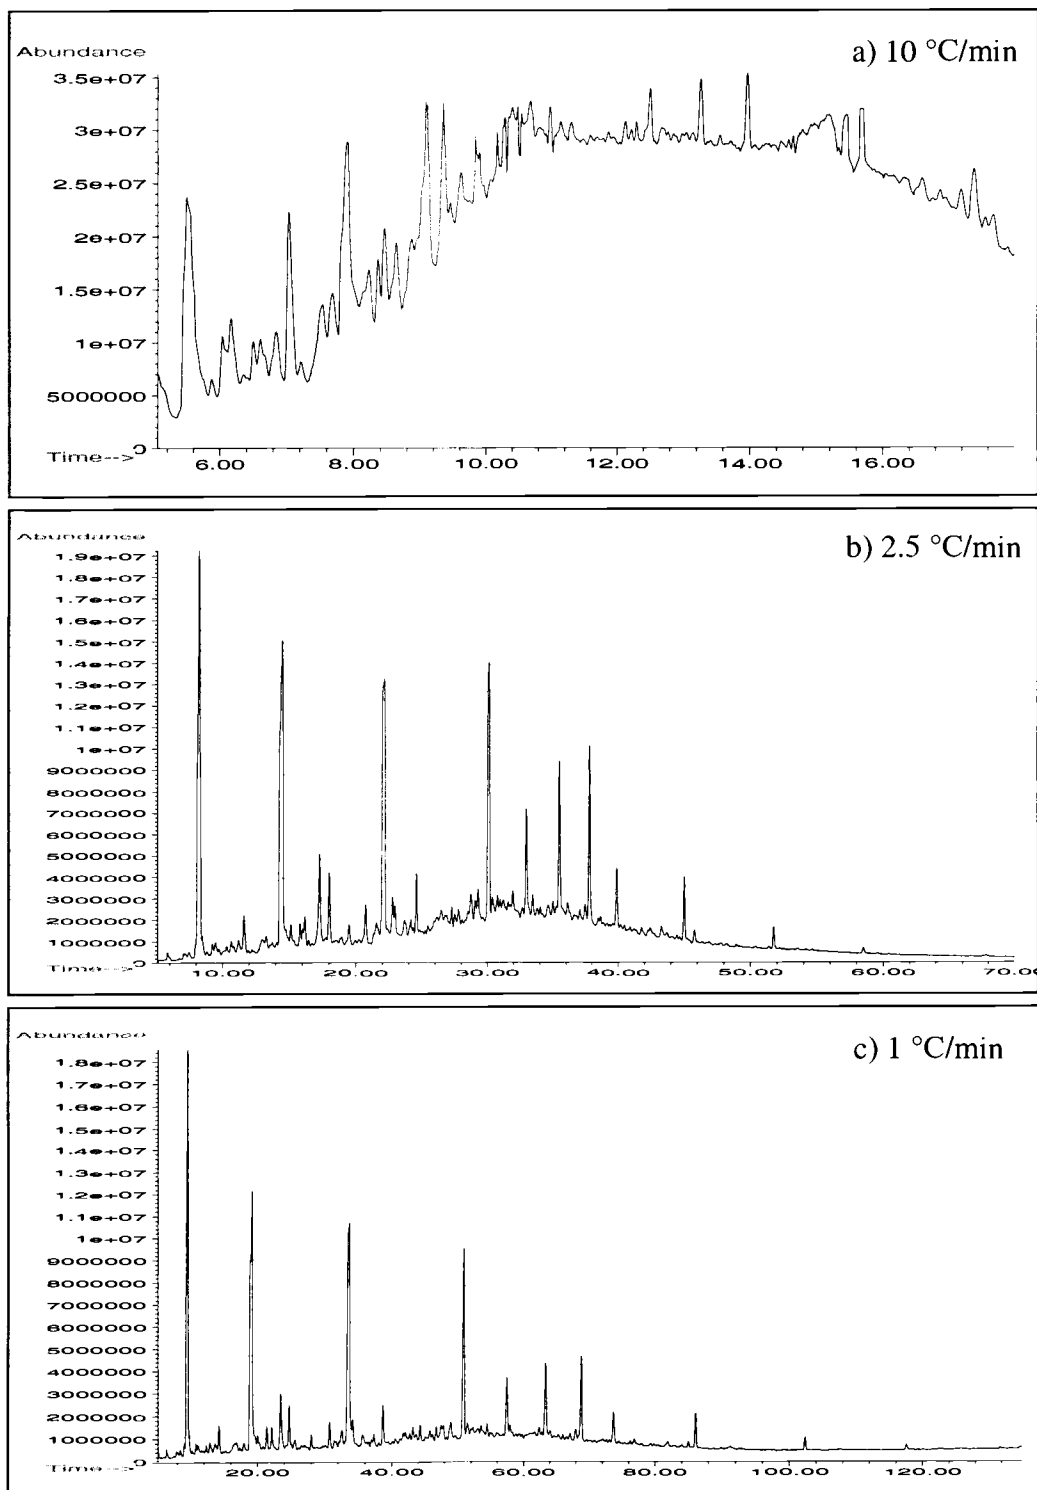 a) 10 °C/min
Abundance
3.5e+07
3e+07
2.5e+07
2e+07
1.5e+07
1e+07
5000000
0
Time-->
6.00 8.00 10.00 12.00 14.00 16.00
Abundance
b) 2.5 °C/min
1.9e+07
1.8e+07
1.7e+07
1.6e+07
1.5e+07
1.4e+07
1.3e+07
1.2e+07
1.1e+07
1e+07
9000000
8000000
7000000
6000000
5000000
4000000
3000000
2000000
1000000
0
Time-->
10.00 20.00 30.00 40.00 50.00 60.00 70.00
Abundance
c) 1 °C/min
1.8e+07
1.7e+07
1.6e+07
1.5e+07
1.4e+07
1.3e+07
1.2e+07
1.1e+07
1e+07
9000000
8000000
7000000
6000000
5000000
4000000
3000000
2000000
1000000
0
Time-->
20.00 40.00 60.00 80.00 100.00 120.00